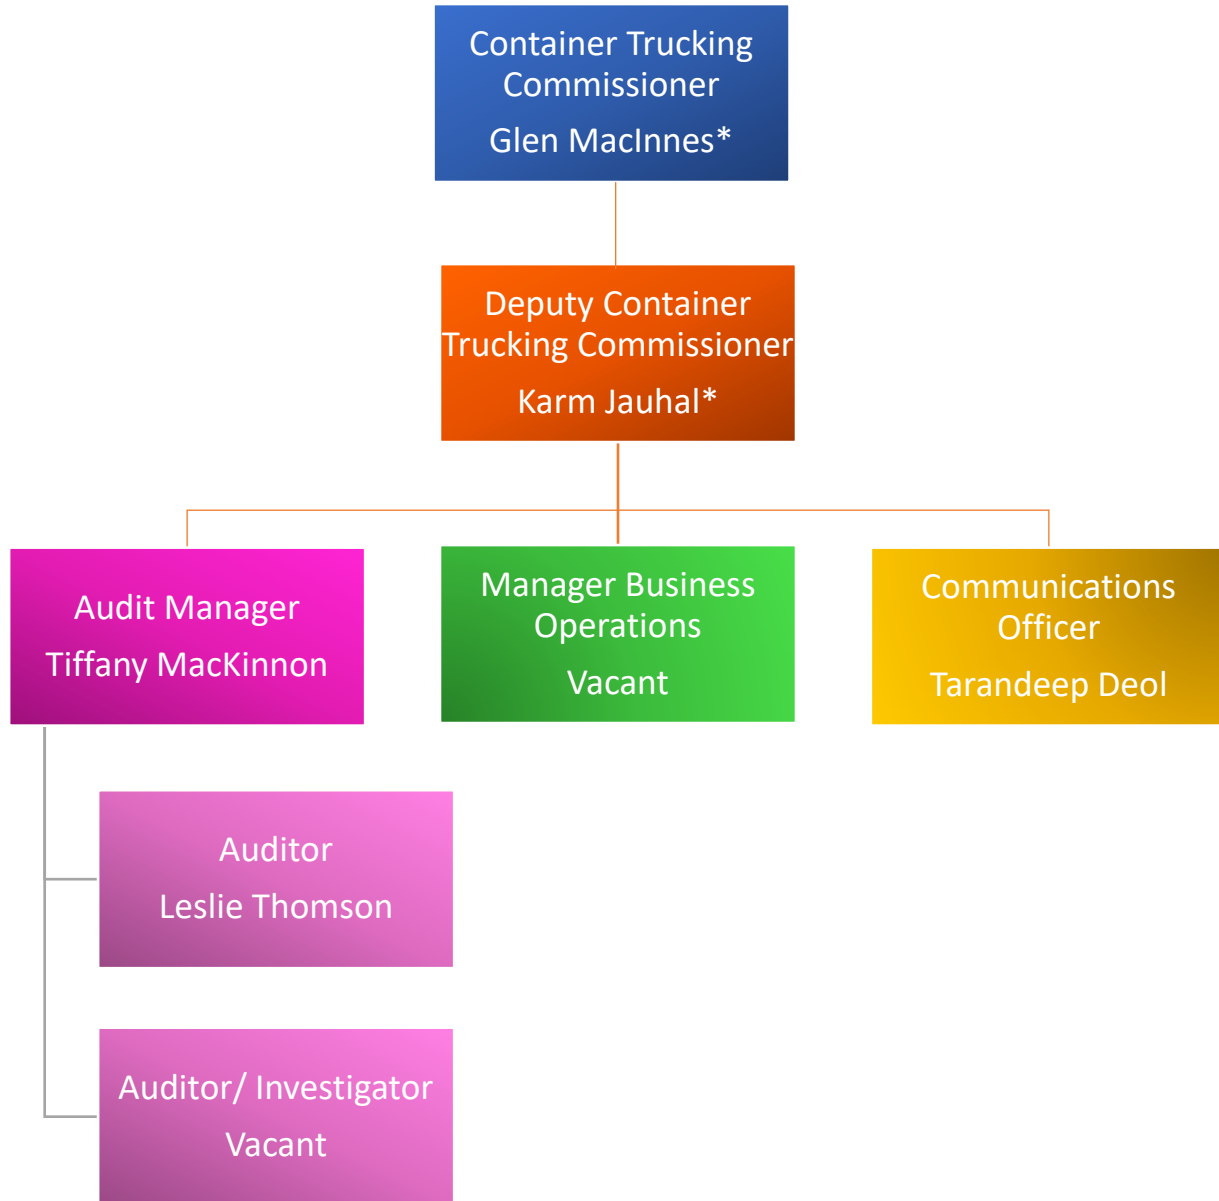 Container Trucking
Commissioner
Glen MacInnes*
Deputy Container
Trucking Commissioner
Karm Jauhal*
Audit Manager
Tiffany MacKinnon
Manager Business
Operations
Vacant
Communications
Officer
Tarandeep Deol
Auditor
Leslie Thomson
Auditor/ Investigator
Vacant